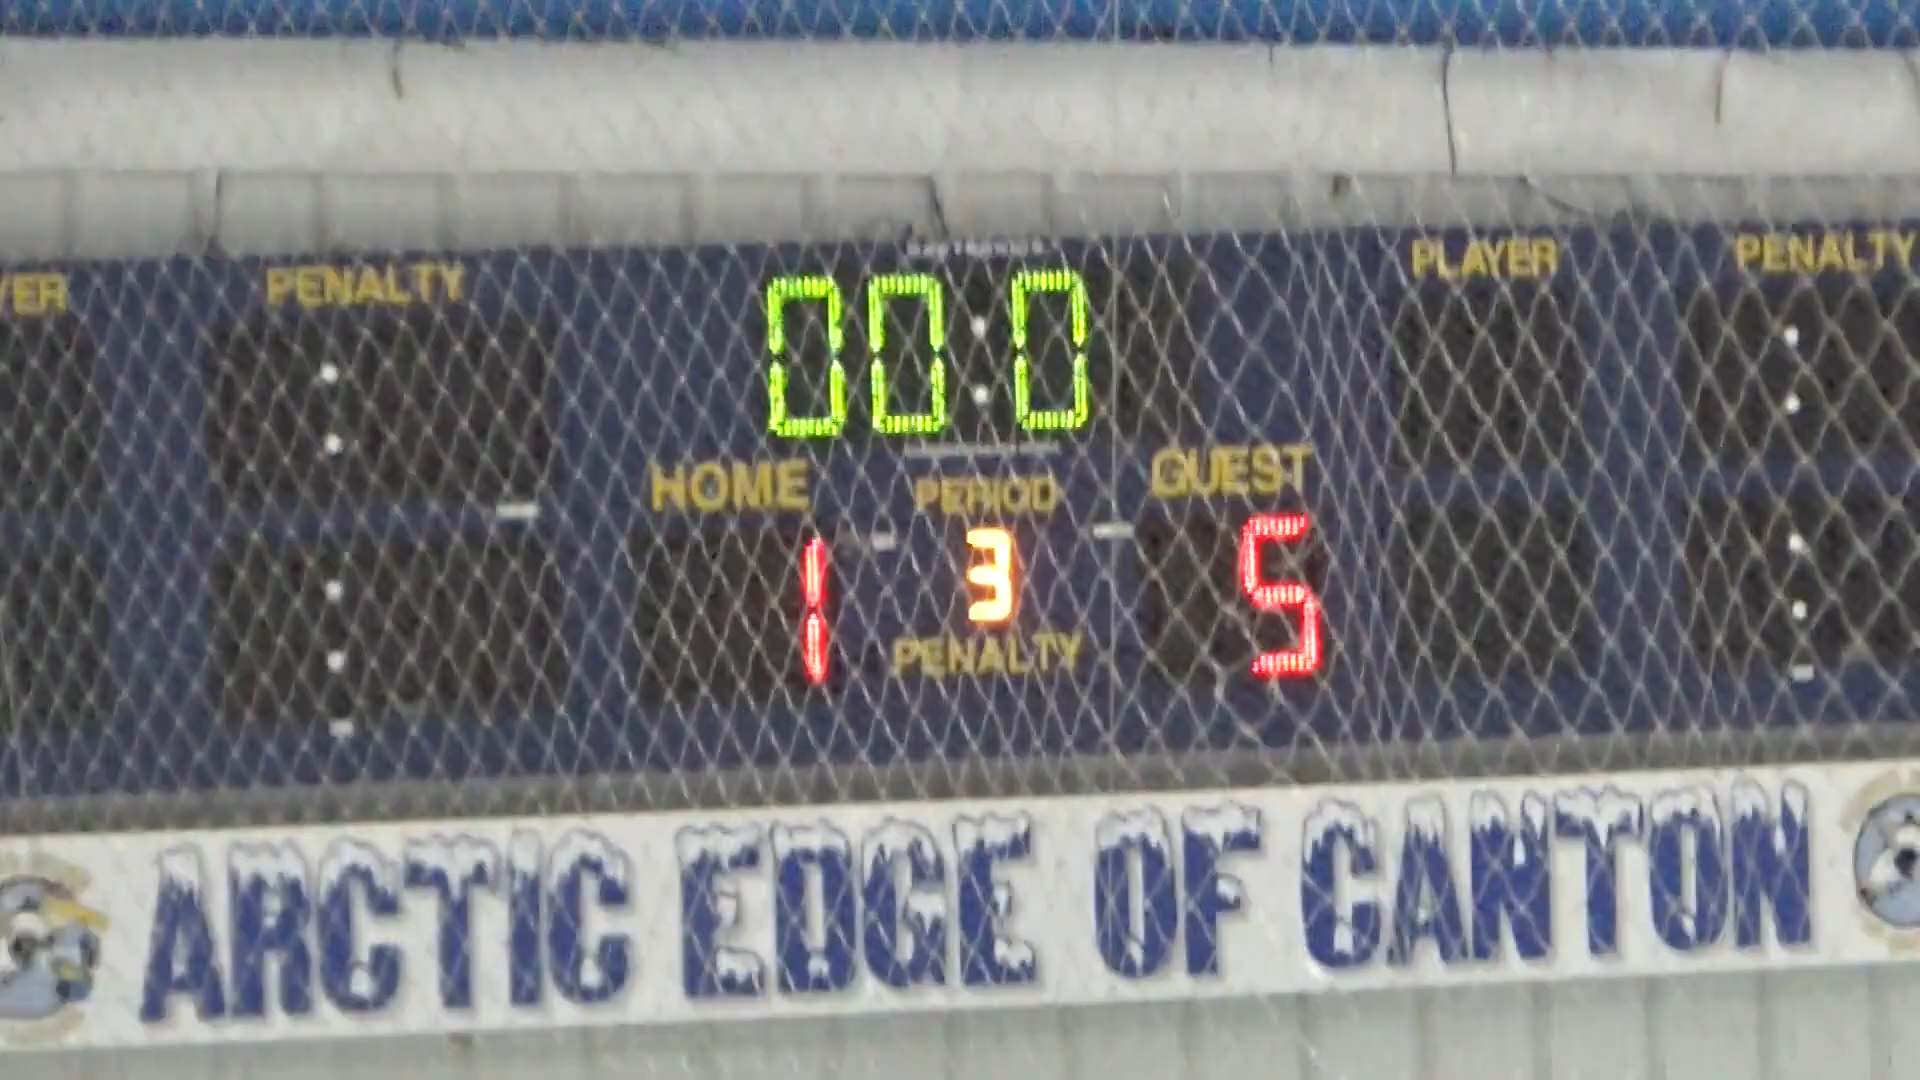 PENALTY
00:0
PLAYER
PENALTY
HOME
PERIOD
GUEST
1
3
5
PENALTY
ARCTIC EDGE OF CANTON